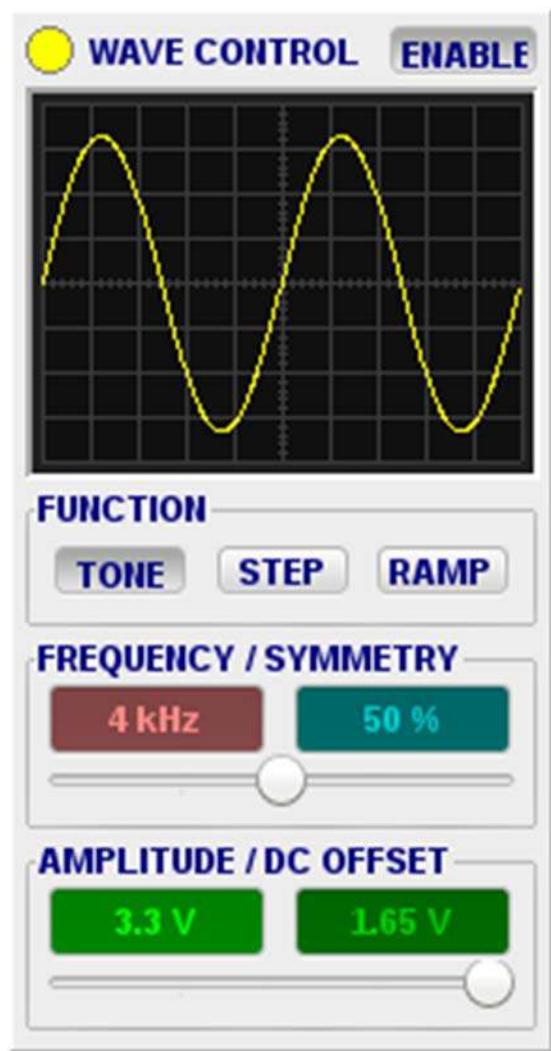 WAVE CONTROL ENABLE
FUNCTION
TONE STEP RAMP
FREQUENCY / SYMMETRY
4 kHz 50 %
AMPLITUDE / DC OFFSET
3.3 V 1.65 V